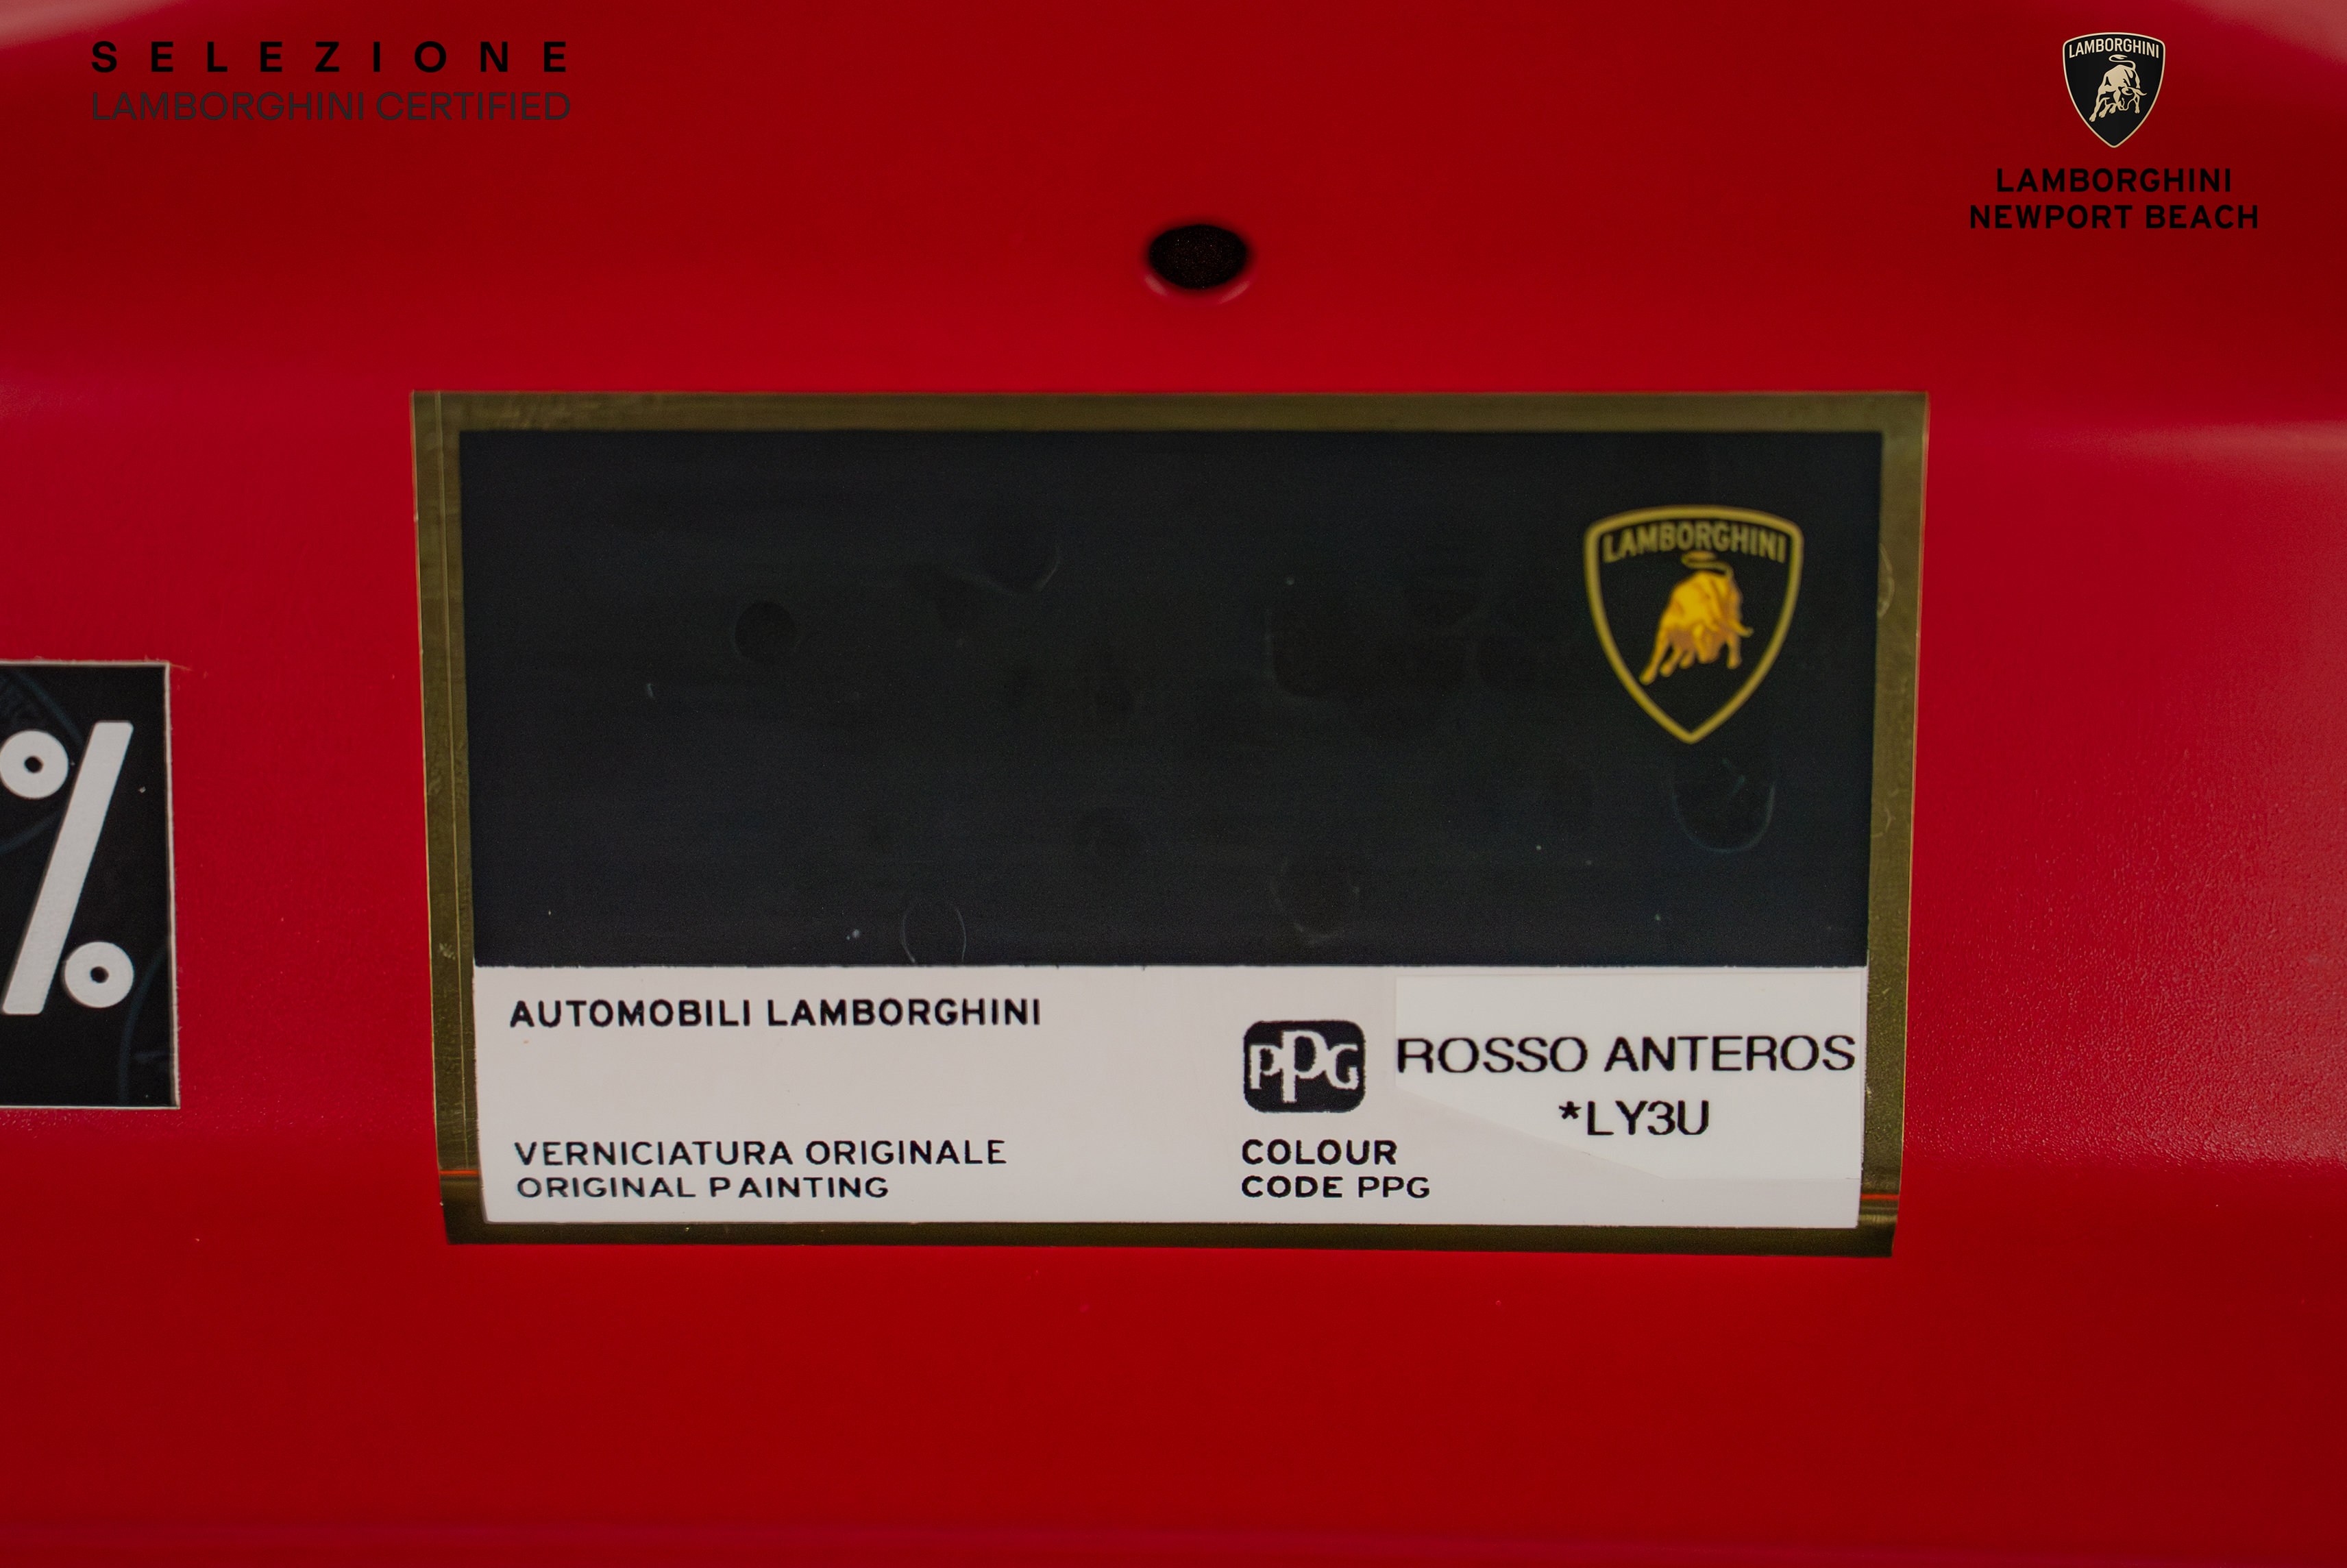 SELEZIONE
LAMBORGHINI CERTIFIED
LAMBORGHINI
LAMBORGHINI
NEWPORT BEACH
LAMBORGHINI
%
AUTOMOBILI LAMBORGHINI
PPG
ROSSO ANTEROS
*LY3U
VERNICIATURA ORIGINALE
ORIGINAL PAINTING
COLOUR
CODE PPG